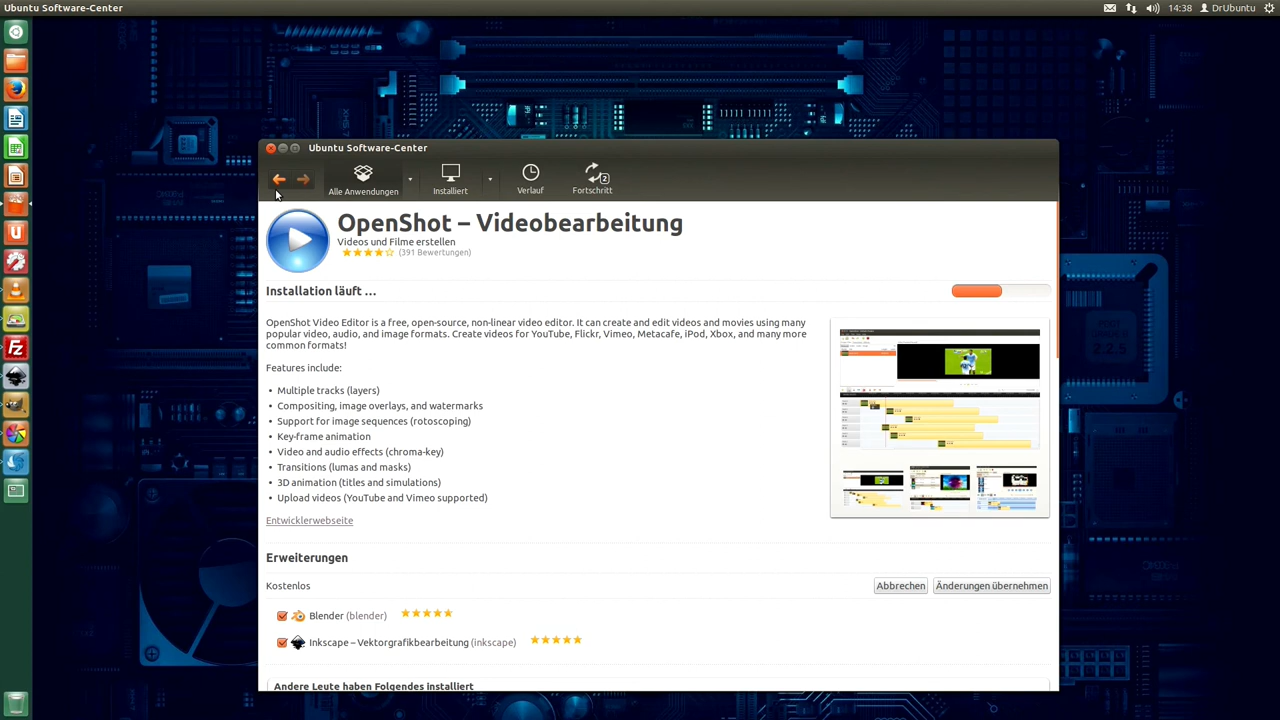 Ubuntu Software-Center
14:38 DrUbuntu
Ubuntu Software-Center
Alle Anwendungen
Installiert
Verlauf
2
Fortschritt
OpenShot – Videobearbeitung
Videos und Filme erstellen
(391 Bewertungen)
Installation läuft …
OpenShot Video Editor is a free, open-source, non-linear video editor. It can create and edit videos and movies using many
popular video, audio, and image formats. Create videos for YouTube, Flickr, Vimeo, Metacafe, iPod, Xbox, and many more
common formats!
Features include:
• Multiple tracks (layers)
• Compositing, image overlays, and watermarks
• Support for image sequences (rotoscoping)
• Key-frame animation
• Video and audio effects (chroma-key)
• Transitions (lumas and masks)
• 3D animation (titles and simulations)
• Upload videos (YouTube and Vimeo supported)
Entwicklerwebseite
Erweiterungen
Kostenlos
Abbrechen
Änderungen übernehmen
Blender (blender)
Inkscape – Vektorgrafikbearbeitung (inkscape)
Andere Leute haben Folgendes installiert